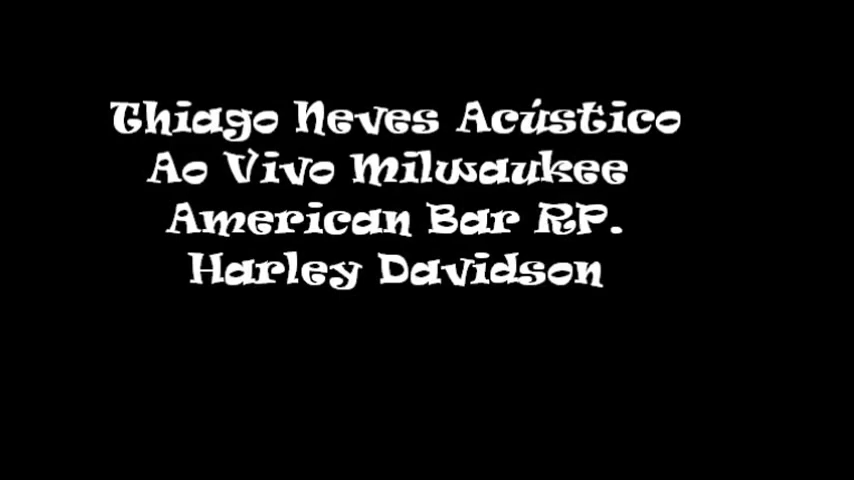 Thiago Neves Acústico
Ao Vivo Milwaukee
American Bar RP.
Harley Davidson